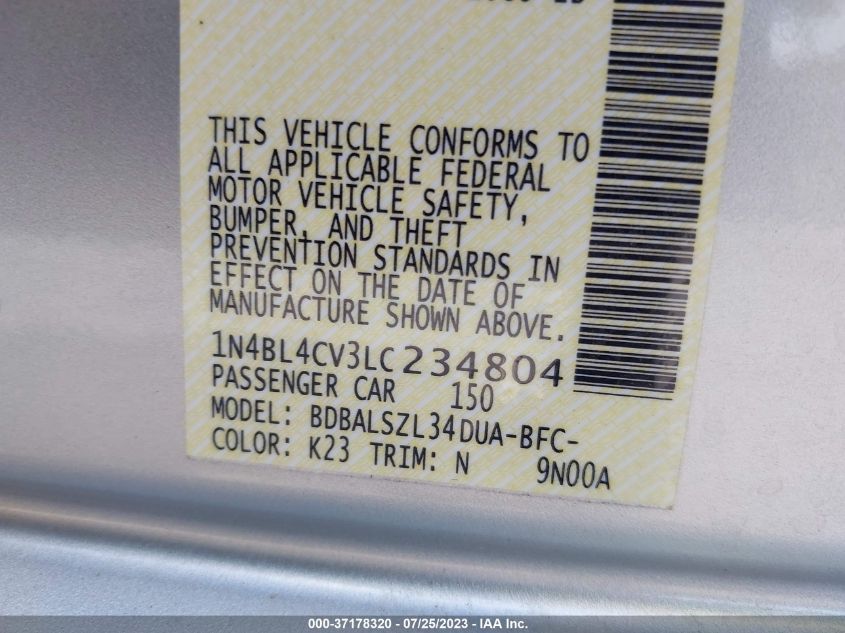 THIS VEHICLE CONFORMS TO
ALL APPLICABLE FEDERAL
MOTOR VEHICLE SAFETY,
BUMPER, AND THEFT
PREVENTION STANDARDS IN
EFFECT ON THE DATE OF
MANUFACTURE SHOWN ABOVE.
1N4BL4CV3LC234804
PASSENGER CAR 150
MODEL: BDBALSZL34DUA-BFC-
COLOR: K23 TRIM: N 9N00A
000-37178320 - 07/25/2023 - IAA Inc.